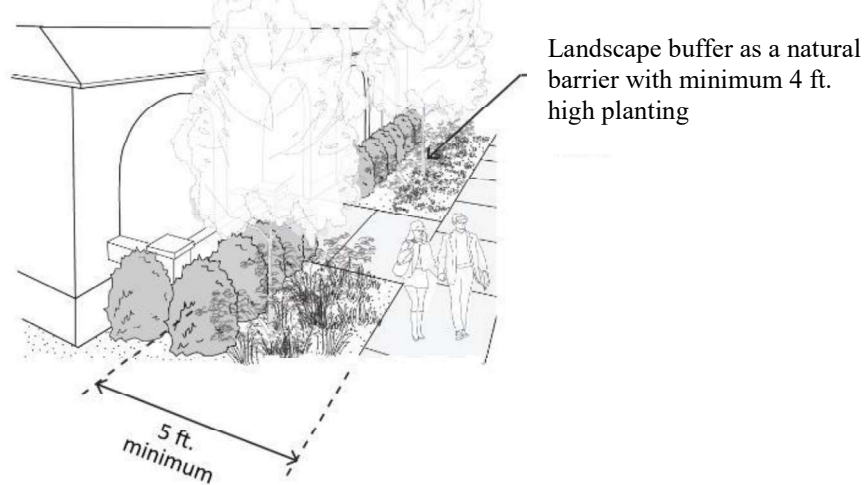 Landscape buffer as a natural
barrier with minimum 4 ft.
high planting
5 ft.
minimum